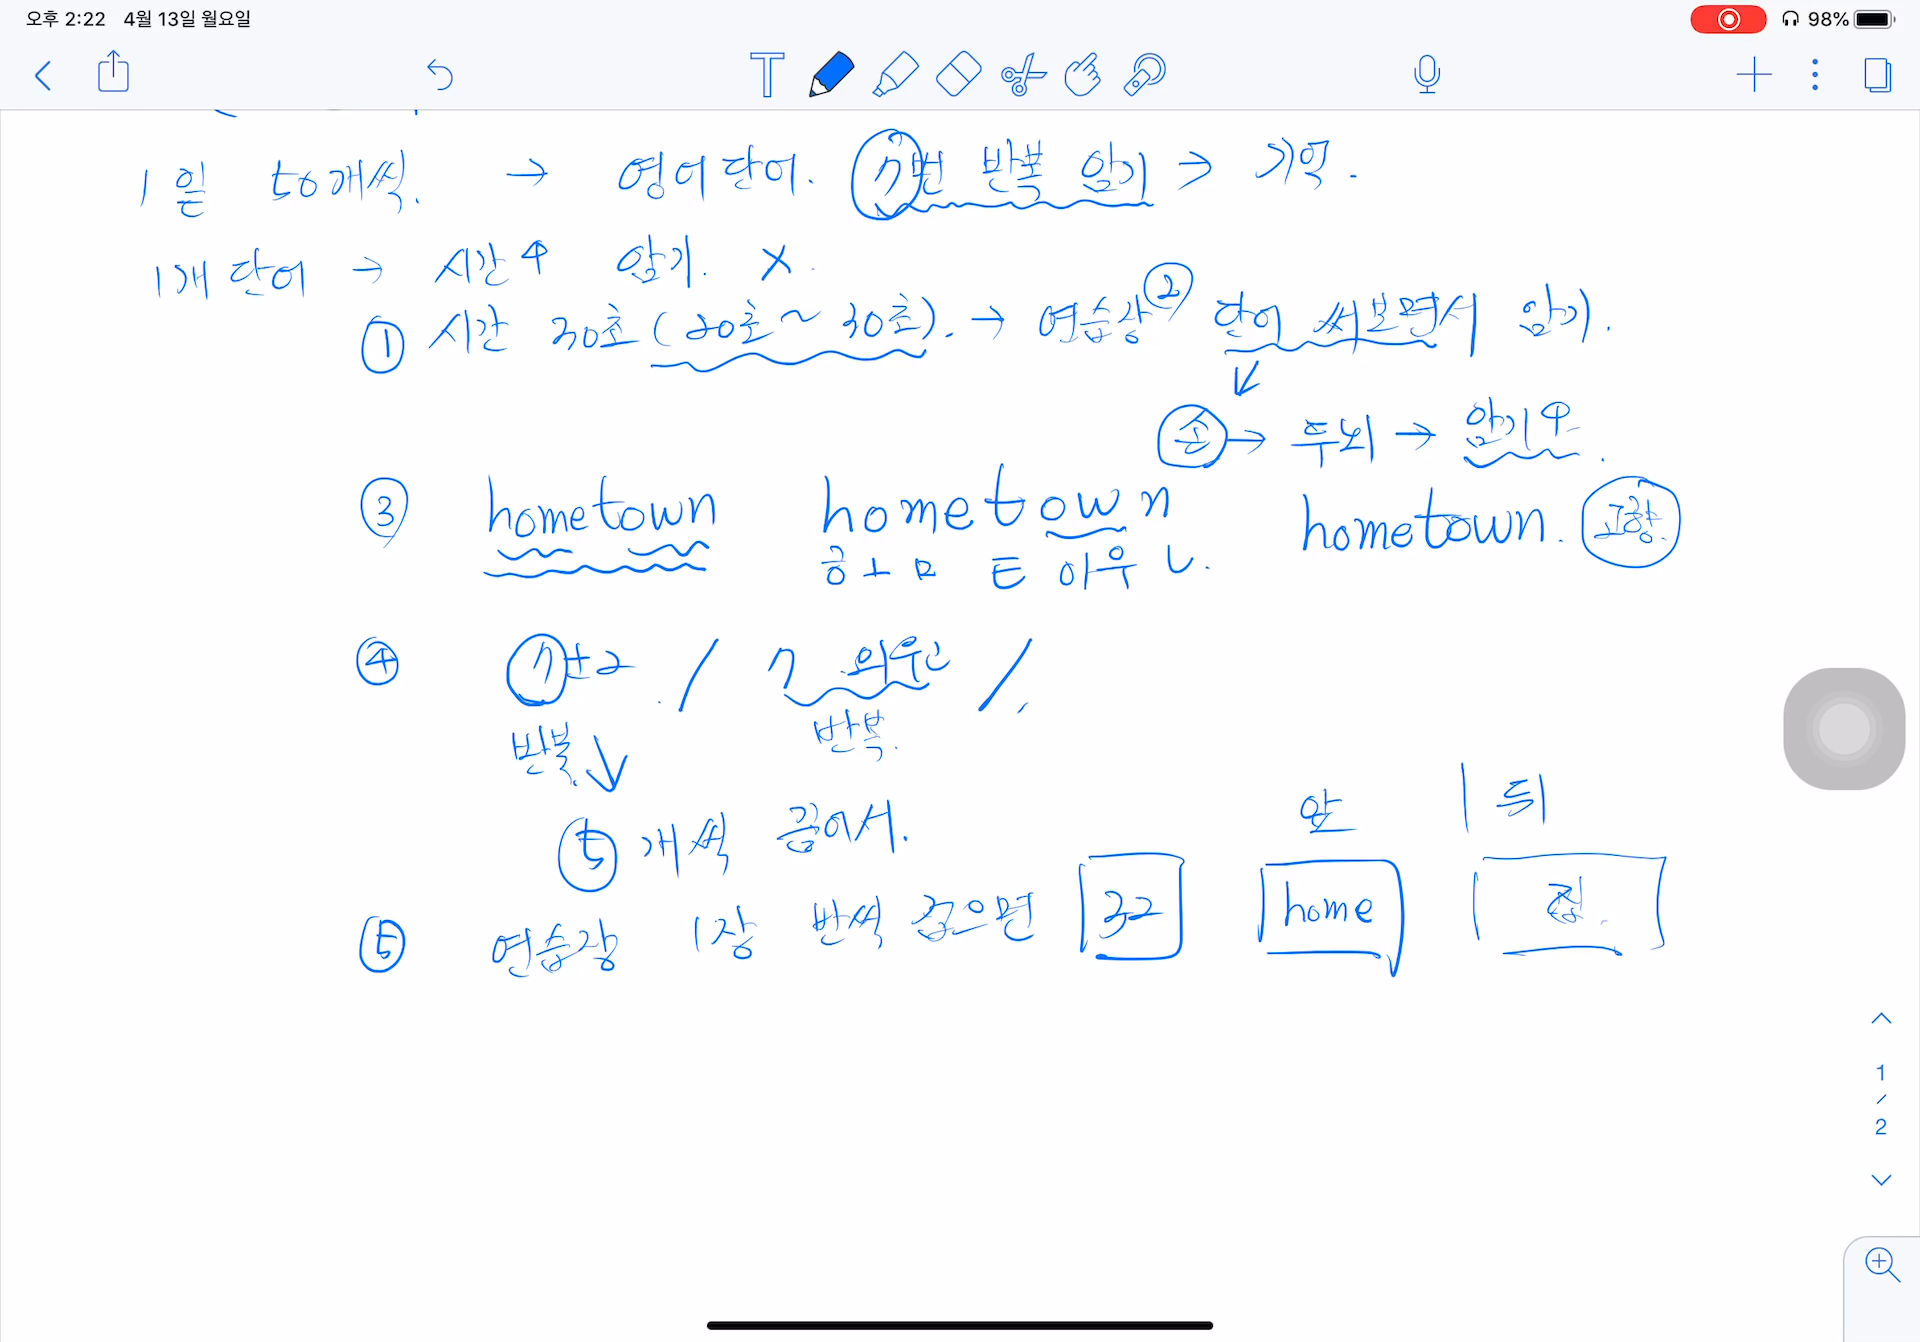 오후 2:22 4월 13일 월요일 98%
1일 50개씩. → 영어단어. 7번 반복 암기 → 기억.
1개 단어 → 시간↑ 암기. X.
① 시간 30초 (20초~30초). → 연습장 ② 단어 써보면서 암기.
손 → 두뇌 → 암기↑.
③ hometown hometown hometown. 고향.
ㅎㅗㅁ ㅌ 아우 ㄴ.
④ 7±2 / 7 외우고 /
반복. 반복.
5개씩 끊어서.
앞 | 뒤
⑤ 연습장 1장 반씩 접으면 32 home 집.
1
/
2